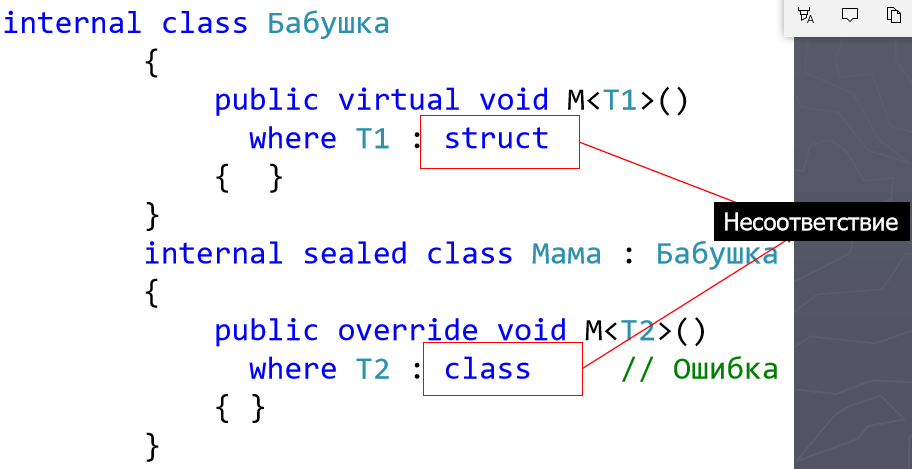 internal class Бабушка
{
public virtual void M<T1>()
where T1 : struct
{ }
}
Несоответствие
internal sealed class Мама : Бабушка
{
public override void M<T2>()
where T2 : class // Ошибка
{ }
}